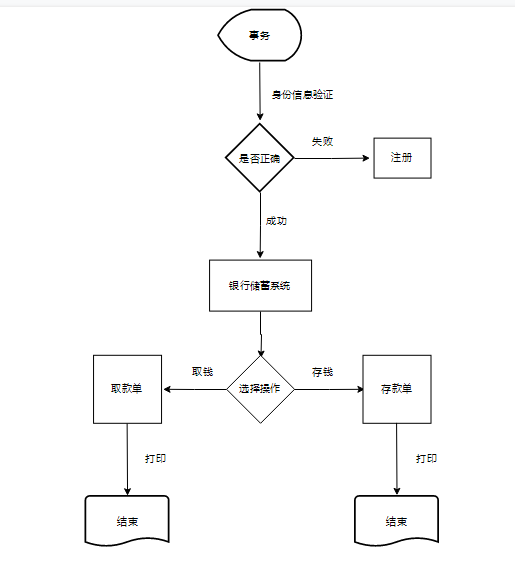 事务
身份信息验证
是否正确
失败
注册
成功
银行储蓄系统
取款单
取钱
选择操作
存钱
存款单
打印
打印
结束
结束